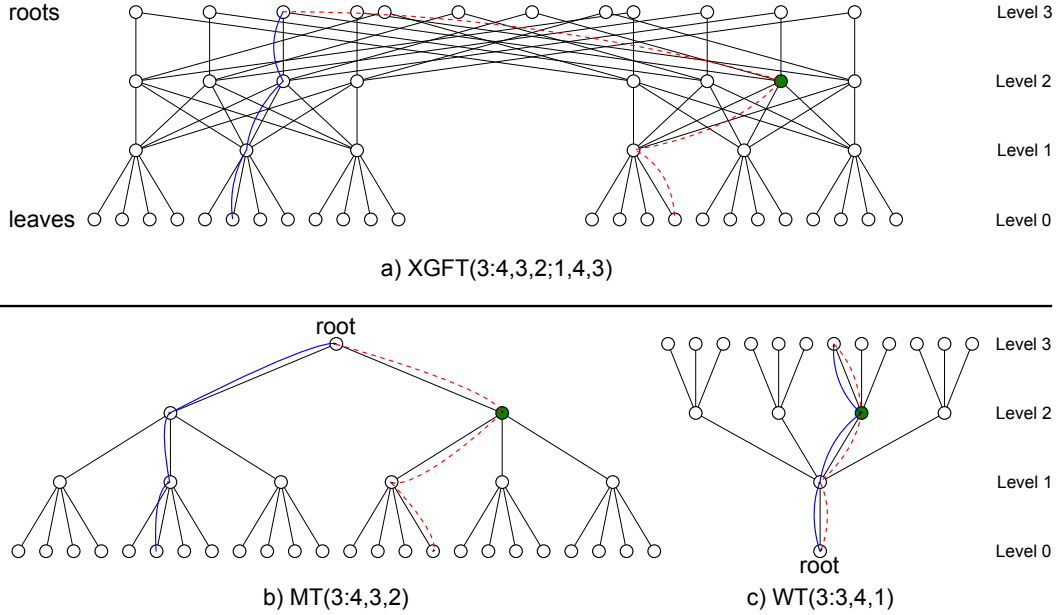 roots
Level 3
Level 2
Level 1
leaves
Level 0
a) XGFT(3:4,3,2;1,4,3)
root
Level 3
Level 2
Level 1
Level 0
root
b) MT(3:4,3,2)
c) WT(3:3,4,1)